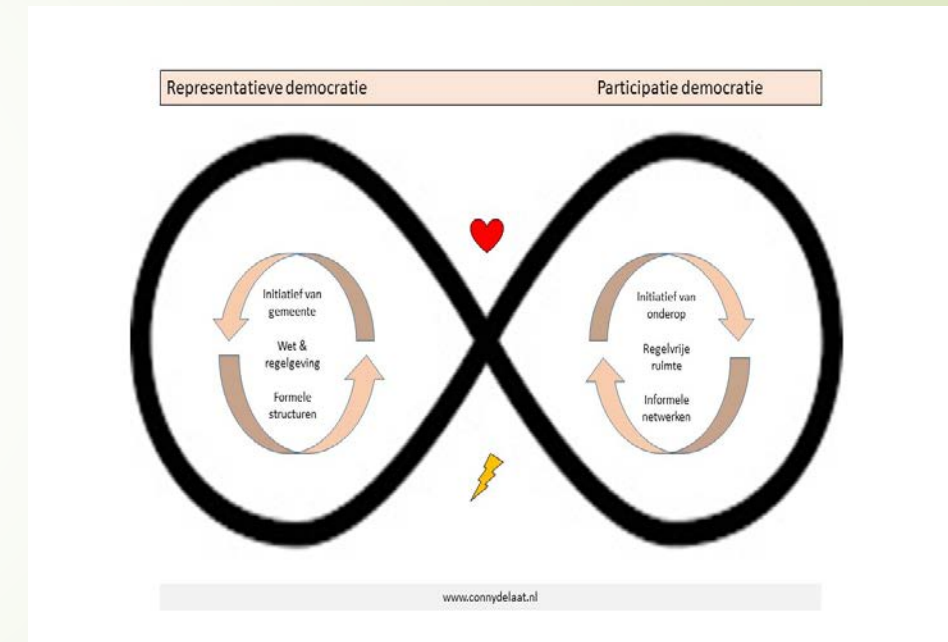 Representatieve democratie
Participatie democratie
Initiatief van
gemeente
Wet &
regelgeving
Formele
structuren
Initiatief van
onderop
Regelvrije
ruimte
Informele
netwerken
www.connydelaat.nl